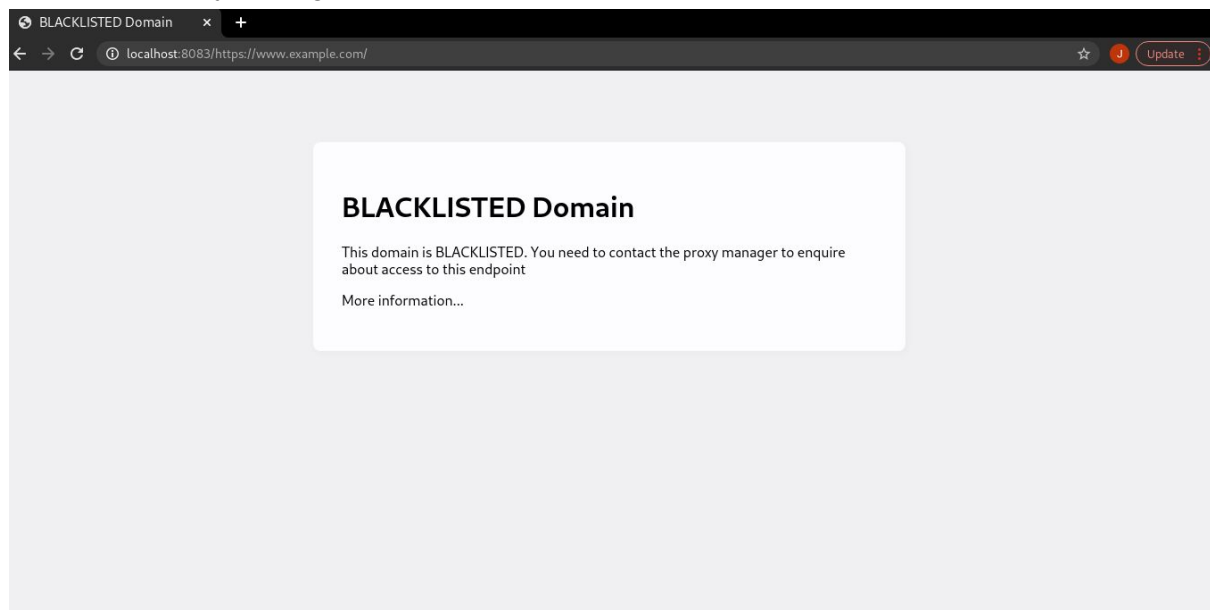 BLACKLISTED Domain
localhost:8083/https://www.example.com/
J
Update
BLACKLISTED Domain
This domain is BLACKLISTED. You need to contact the proxy manager to enquire
about access to this endpoint
More information...